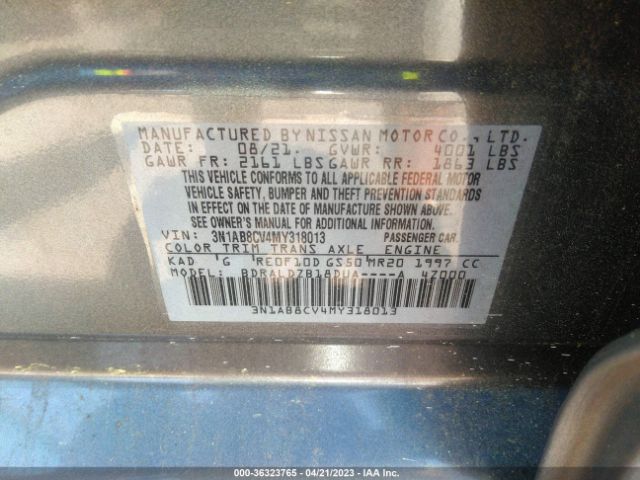 MANUFACTURED BY NISSAN MOTOR CO., LTD.
DATE: 08/21. GVWR: 4001 LBS
GAWR FR: 2161 LBS GAWR RR: 1863 LBS
THIS VEHICLE CONFORMS TO ALL APPLICABLE FEDERAL MOTOR
VEHICLE SAFETY, BUMPER AND THEFT PREVENTION STANDARDS
IN EFFECT ON THE DATE OF MANUFACTURE SHOWN ABOVE.
SEE OWNER'S MANUAL FOR ADDITIONAL INFORMATION.
VIN: 3N1AB8CV4MY318013 PASSENGER CAR.
COLOR TRIM TRANS AXLE ENGINE
KAD 'G 'RE0F10D GS50'MR20 1997 CC
MODEL: BDRALDZB18DUA----A 4Z000
3N1AB8CV4MY318013
000-36323765 / 04/21/2023 - IAA Inc.